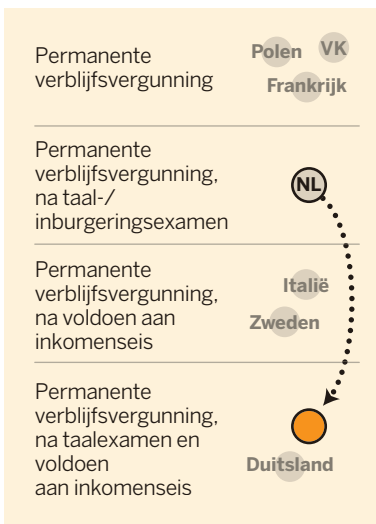 Permanente
verblijfsvergunning
Polen
VK
Frankrijk
Permanente
verblijfsvergunning,
na taal-/
inburgeringsexamen
NL
Permanente
verblijfsvergunning,
na voldoen aan
inkomenseis
Italië
Zweden
Permanente
verblijfsvergunning,
na taalexamen en
voldoen
aan inkomenseis
Duitsland